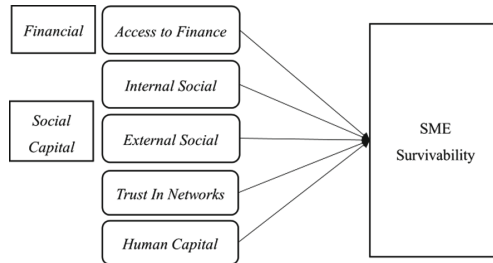 Financial
Access to Finance
Internal Social
Social
Capital
External Social
Trust In Networks
Human Capital
SME
Survivability